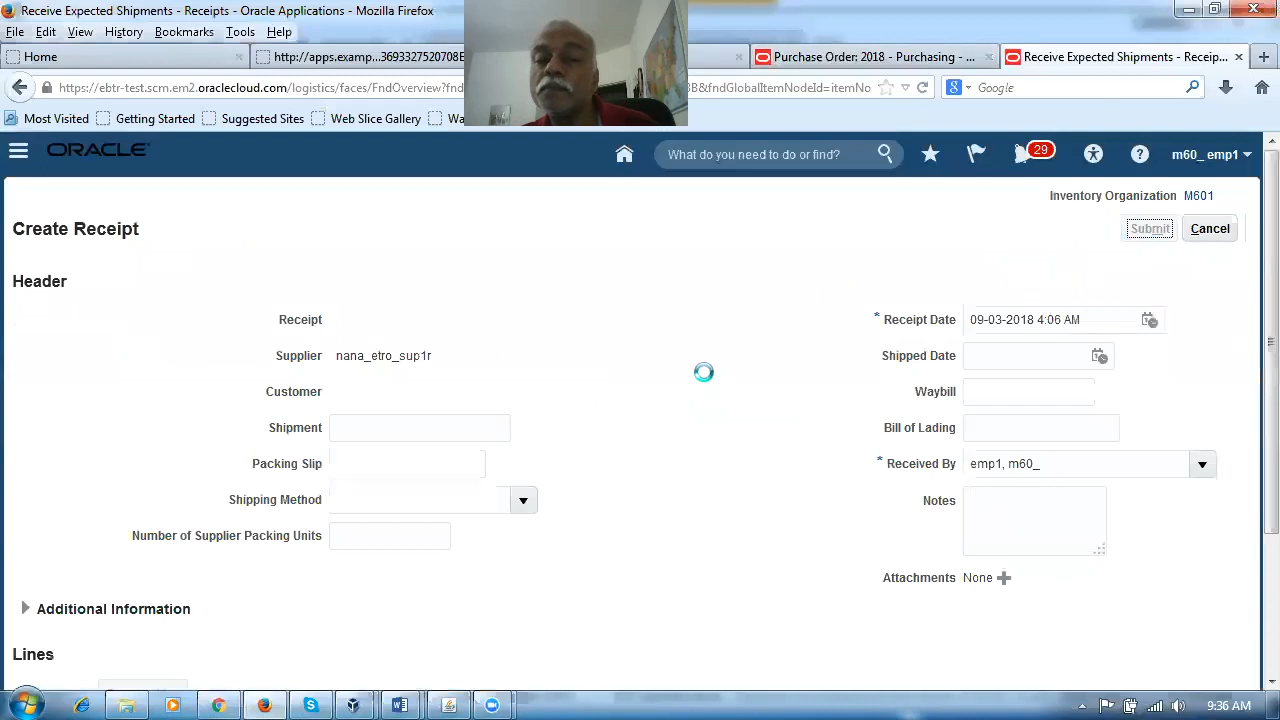 Receive Expected Shipments - Receipts - Oracle Applications - Mozilla Firefox
File Edit View History Bookmarks Tools Help
Home
http://apps.examp...3693327520708E
Purchase Order: 2018 - Purchasing - ...
Receive Expected Shipments - Receip...
https://ebtr-test.scm.en2.oraclecloud.com/logistics/faces/FndOverview?fnd
B&fndGlobalItemNodeId=itemNo
Google
Most Visited Getting Started Suggested Sites Web Slice Gallery
ORACLE
What do you need to do or find?
29
m60_emp1
Inventory Organization M601
Create Receipt
Submit Cancel
Header
Receipt
* Receipt Date 09-03-2018 4:06 AM
Supplier nana_etro_sup1r
Shipped Date
Customer
Waybill
Shipment
Bill of Lading
Packing Slip
* Received By emp1, m60_
Shipping Method
Notes
Number of Supplier Packing Units
Attachments None
Additional Information
Lines
9:36 AM